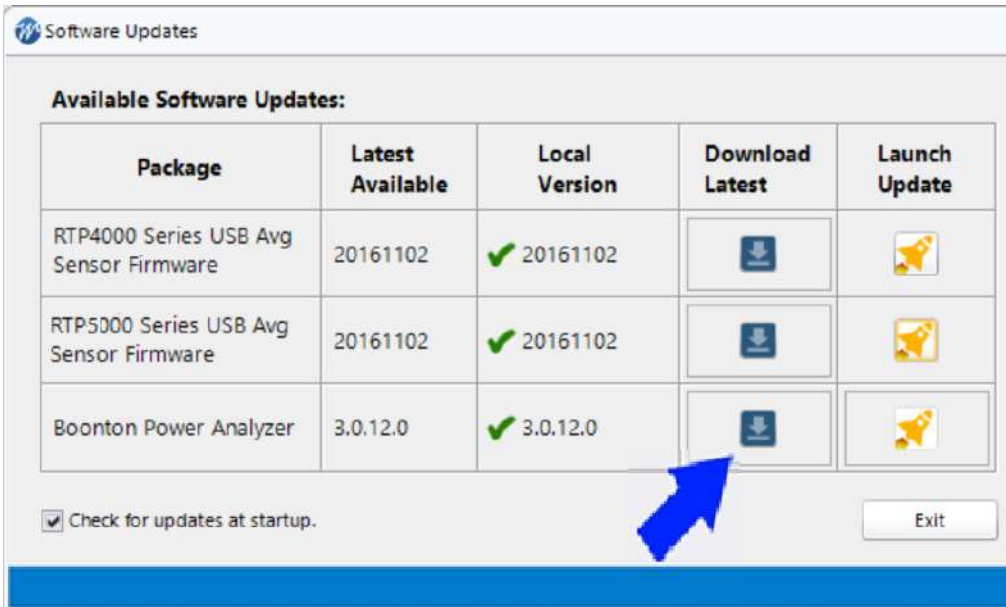 Software Updates
Available Software Updates:
Package
Latest
Available
Local
Version
Download
Latest
Launch
Update
RTP4000 Series USB Avg
Sensor Firmware
20161102
20161102
RTP5000 Series USB Avg
Sensor Firmware
20161102
20161102
Boonton Power Analyzer
3.0.12.0
3.0.12.0
Check for updates at startup.
Exit